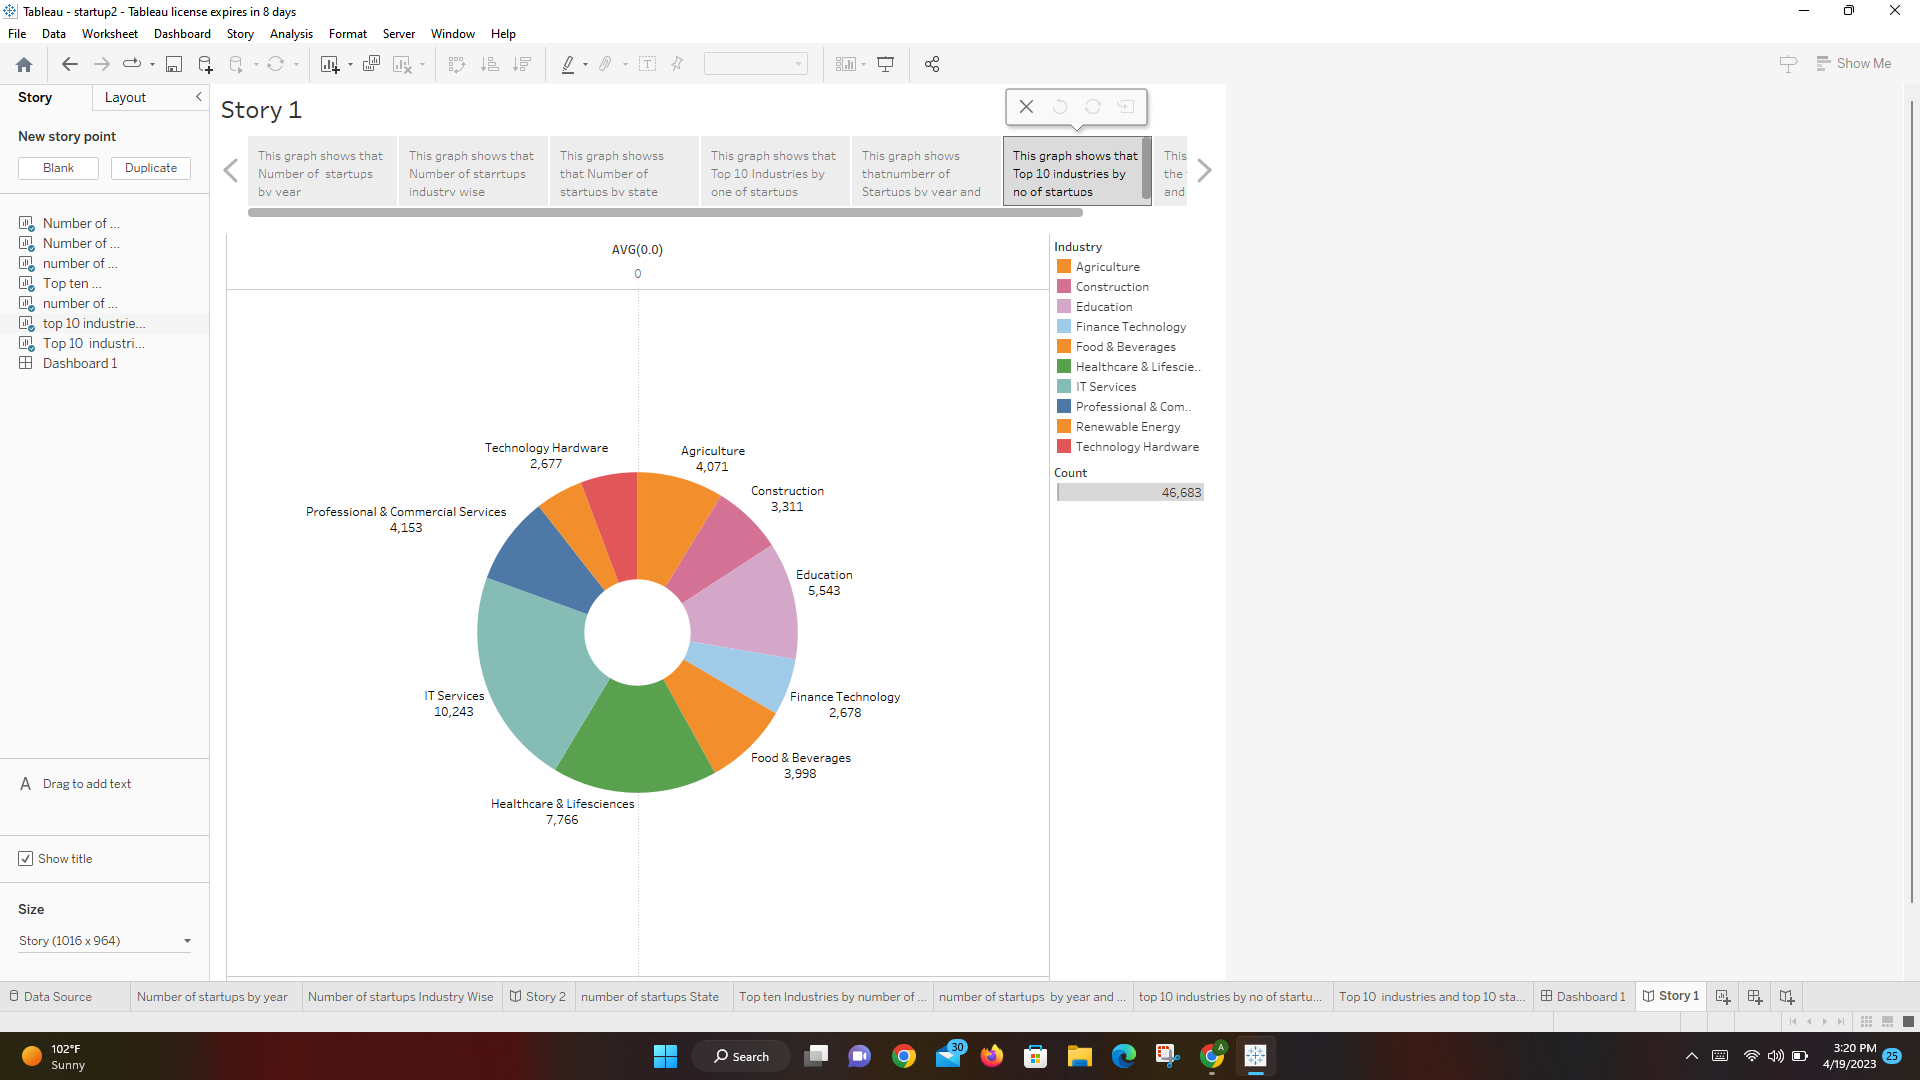 Tableau - startup2 - Tableau license expires in 8 days
File Data Worksheet Dashboard Story Analysis Format Server Window Help
Show Me
Story Layout
New story point
Blank Duplicate
Number of ...
Number of ...
number of ...
Top ten ...
number of ...
top 10 industrie...
Top 10 industri...
Dashboard 1
A Drag to add text
Show title
Size
Story (1016 x 964)
Story 1
This graph shows that
Number of startups
by year
This graph shows that
Number of starrtups
industry wise
This graph showss
that Number of
startups by state
This graph shows that
Top 10 Industries by
one of startups
This graph shows
thatnumberr of
Startups by year and
This graph shows that
Top 10 industries by
no of startups
This
the
and
AVG(0.0)
0
Technology Hardware
2,677
Agriculture
4,071
Construction
3,311
Professional & Commercial Services
4,153
Education
5,543
IT Services
10,243
Finance Technology
2,678
Food & Beverages
3,998
Healthcare & Lifesciences
7,766
Industry
Agriculture
Construction
Education
Finance Technology
Food & Beverages
Healthcare & Lifescie..
IT Services
Professional & Com..
Renewable Energy
Technology Hardware
Count
46,683
Data Source Number of startups by year Number of startups Industry Wise Story 2 number startups State Top ten Industries by number of ... number startups by year and ... top 10 industries by no of startu... Top 10 industries and top 10 sta... Dashboard 1 Story 1
102°F
Sunny
Search
30
A
3:20 PM
4/19/2023
25